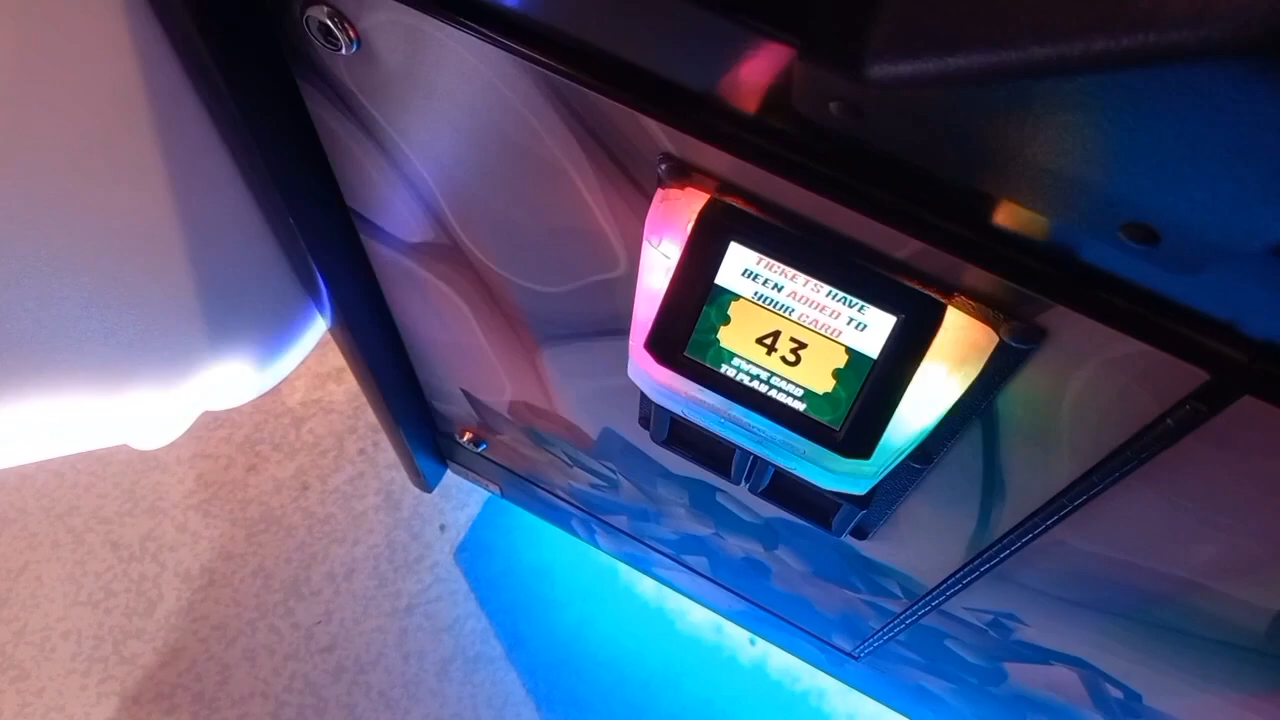 TICKETS HAVE
BEEN ADDED TO
YOUR CARD
43
SWIPE CARD
TO PLAY AGAIN